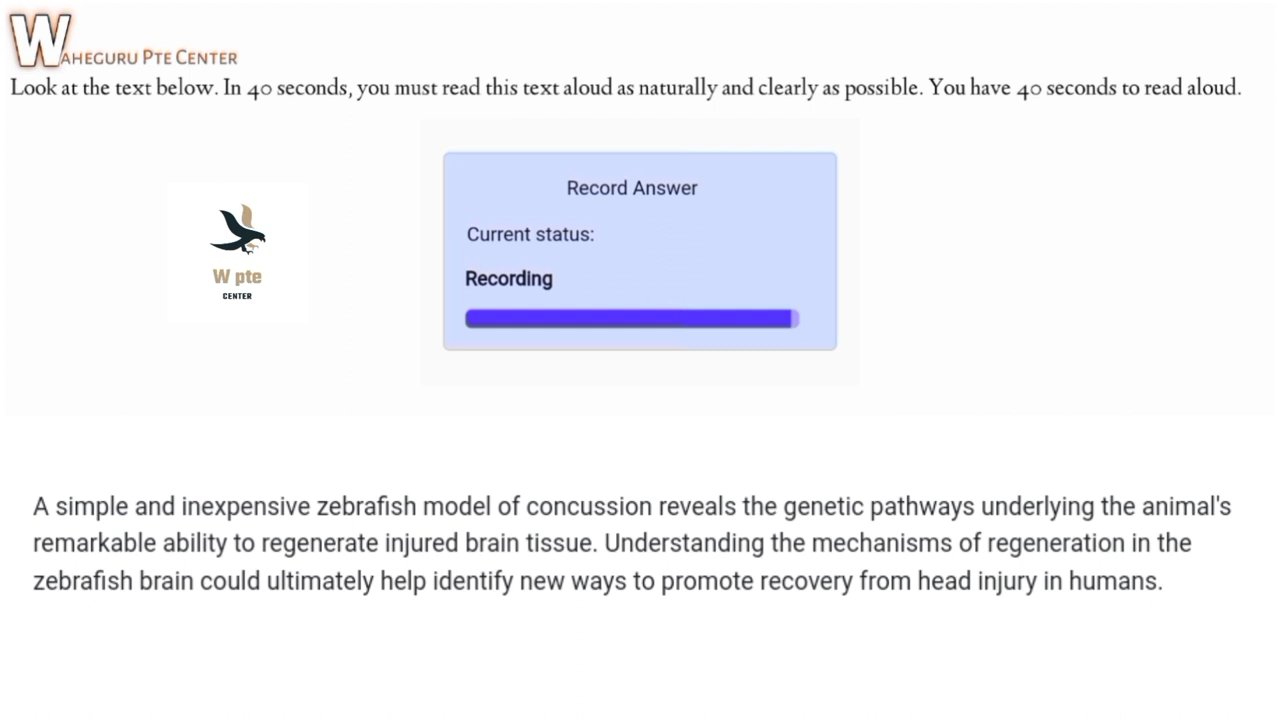 WAHEGURU PTE CENTER
Look at the text below. In 40 seconds, you must read this text aloud as naturally and clearly as possible. You have 40 seconds to read aloud.
Record Answer
Current status:
Recording
W pte
CENTER
A simple and inexpensive zebrafish model of concussion reveals the genetic pathways underlying the animal's
remarkable ability to regenerate injured brain tissue. Understanding the mechanisms of regeneration in the
zebrafish brain could ultimately help identify new ways to promote recovery from head injury in humans.